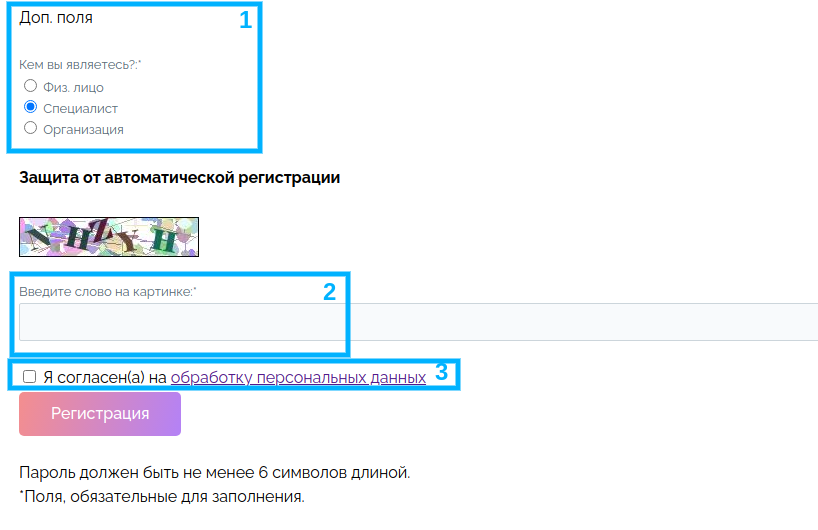 Доп. поля
1
Кем вы являетесь?:*
Физ. лицо
Специалист
Организация
Защита от автоматической регистрации
Введите слово на картинке:*
2
Я согласен(а) на обработку персональных данных
3
Регистрация
Пароль должен быть не менее 6 символов длиной.
*Поля, обязательные для заполнения.